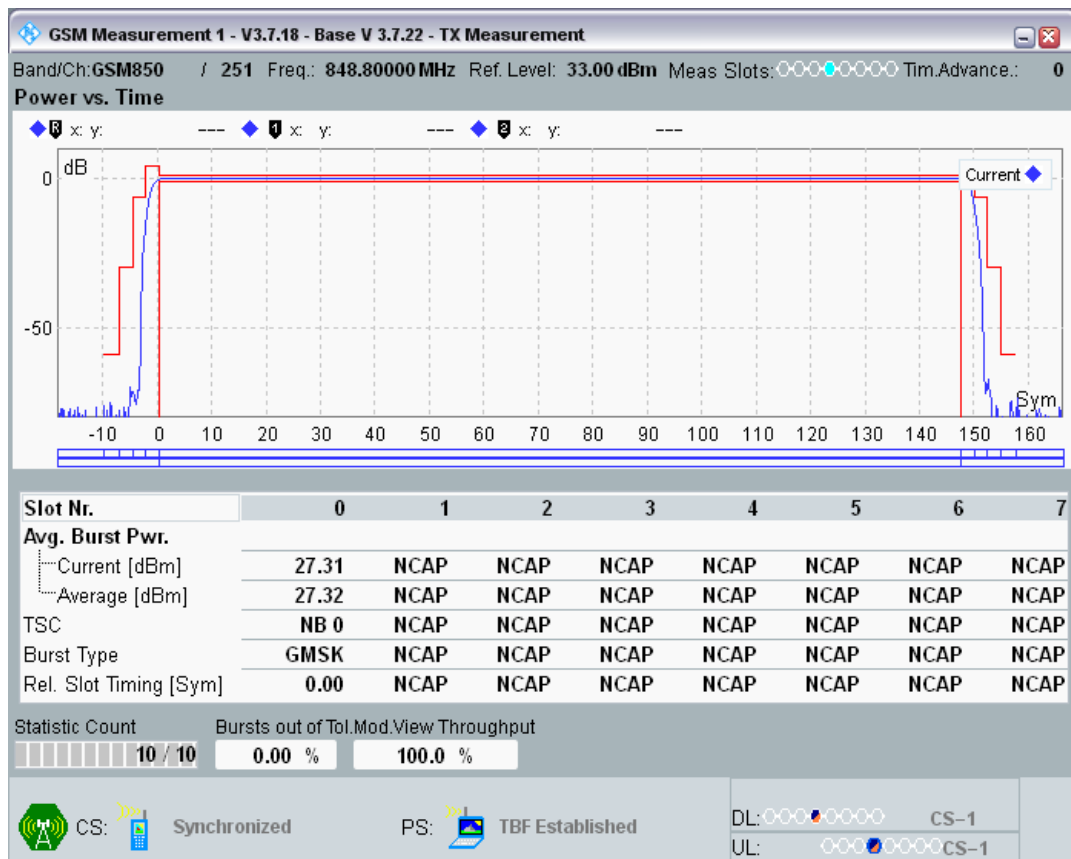 GSM Measurement 1 - V3.7.18 - Base V 3.7.22 - TX Measurement
Band/Ch:GSM850 / 251 Freq.: 848.80000 MHz Ref. Level: 33.00 dBm Meas Slots: Tim.Advance.: 0
Power vs. Time
R x: y: --- 1 x: y: --- 2 x: y: ---
dB
0
Current
-50
Sym
-10 0 10 20 30 40 50 60 70 80 90 100 110 120 130 140 150 160
Slot Nr. 0 1 2 3 4 5 6 7
Avg. Burst Pwr.
Current [dBm] 27.31 NCAP NCAP NCAP NCAP NCAP NCAP NCAP
Average [dBm] 27.32 NCAP NCAP NCAP NCAP NCAP NCAP NCAP
TSC NB 0 NCAP NCAP NCAP NCAP NCAP NCAP NCAP
Burst Type GMSK NCAP NCAP NCAP NCAP NCAP NCAP NCAP
Rel. Slot Timing [Sym] 0.00 NCAP NCAP NCAP NCAP NCAP NCAP NCAP
Statistic Count Bursts out of Tol.Mod.View Throughput
10 / 10 0.00 % 100.0 %
CS: Synchronized PS: TBF Established
DL: CS-1
UL: CS-1